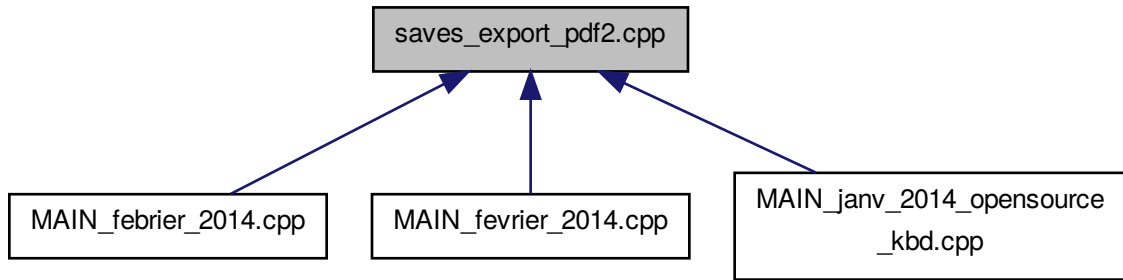 saves_export_pdf2.cpp
MAIN_febrier_2014.cpp
MAIN_fevrier_2014.cpp
MAIN_janv_2014_opensource
_kbd.cpp